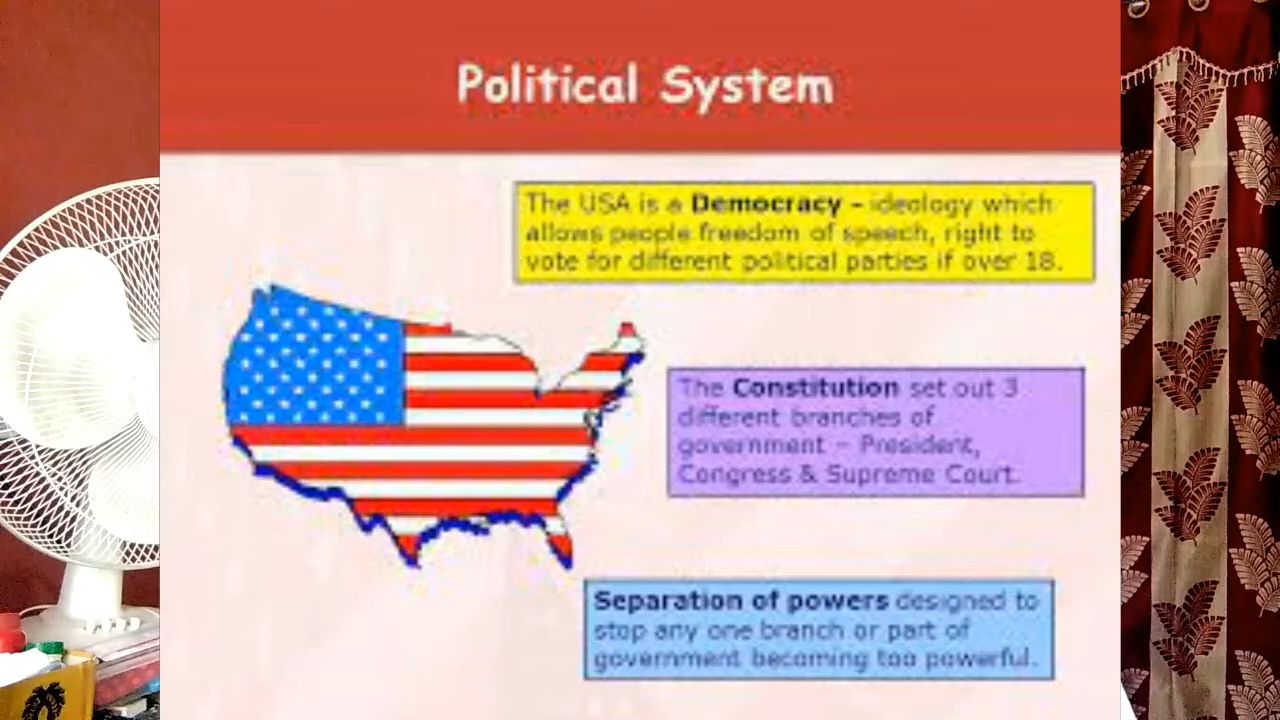 Political System
The USA is a Democracy – ideology which
allows people freedom of speech, right to
vote for different political parties if over 18.
The Constitution set out 3
different branches of
government – President,
Congress & Supreme Court.
Separation of powers designed to
stop any one branch or part of
government becoming too powerful.